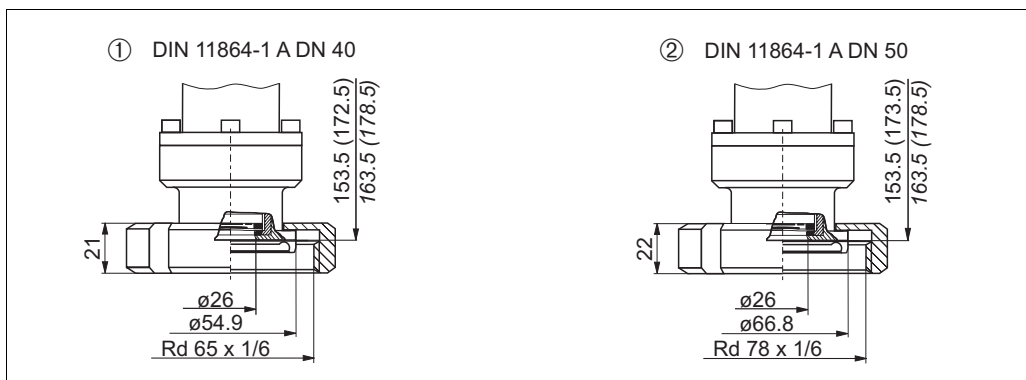 ① DIN 11864-1 A DN 40
153.5 (172.5)
163.5 (178.5)
21
ø26
ø54.9
Rd 65 x 1/6
② DIN 11864-1 A DN 50
153.5 (173.5)
163.5 (178.5)
22
ø26
ø66.8
Rd 78 x 1/6